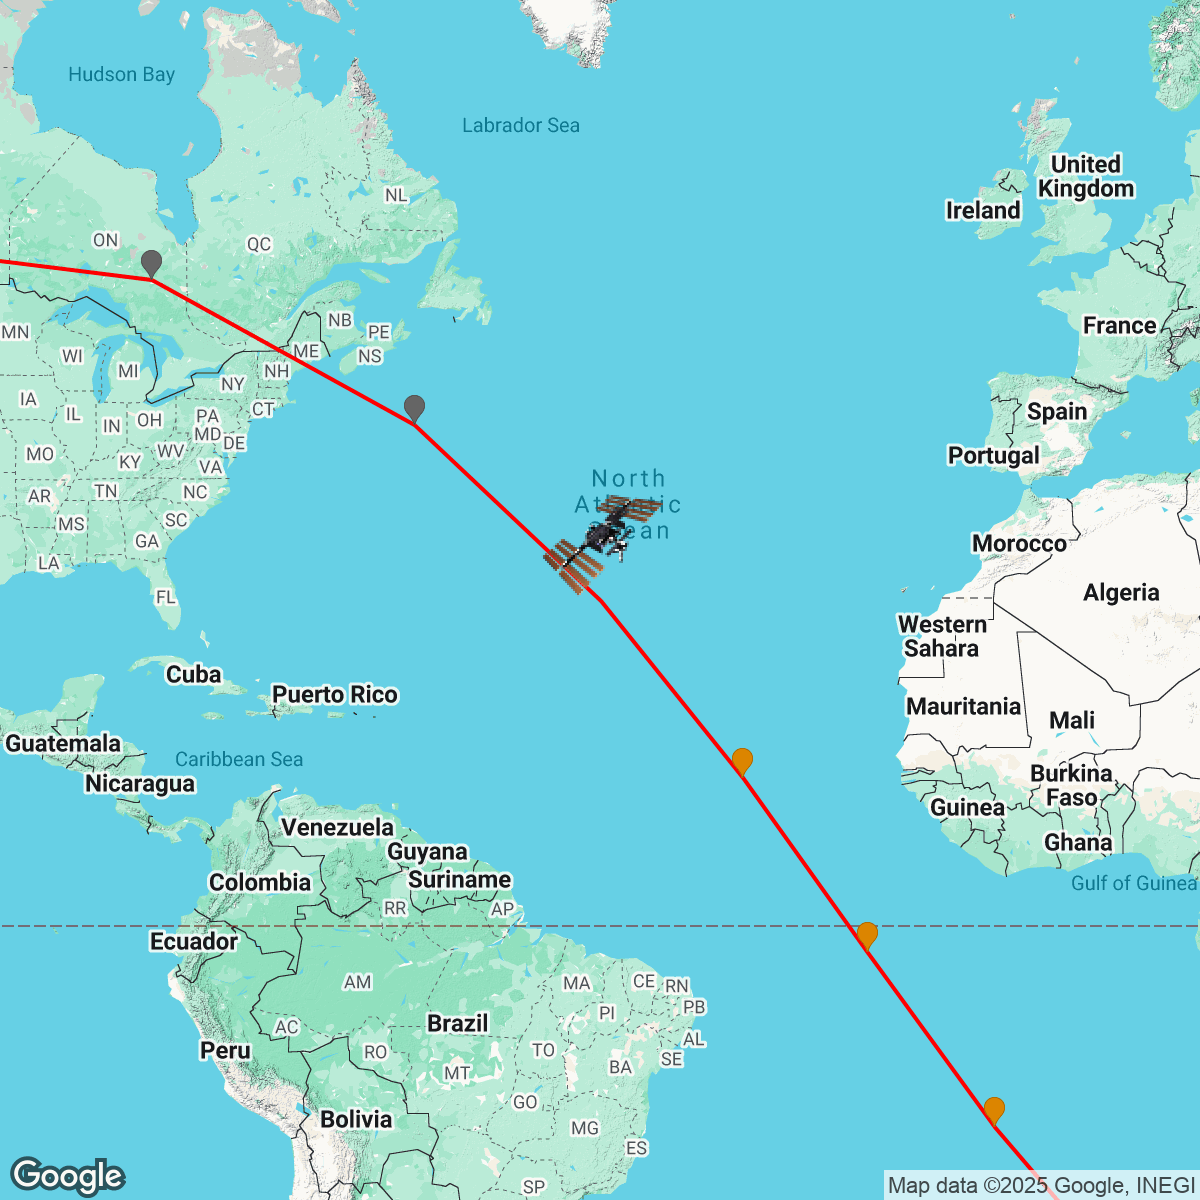 Hudson Bay
Labrador Sea
United
Kingdom
Ireland
NL
ON
QC
NB
PE
France
MN
ME
NS
WI
MI
NH
NY
IA
CT
Spain
IL
PA
OH
IN
MD
DE
MO
WV
Portugal
KY
VA
North
TN
NC
AR
SC
MS
GA
Morocco
LA
FL
Algeria
Western
Sahara
Cuba
Puerto Rico
Mauritania
Mali
Guatemala
Caribbean Sea
Nicaragua
Burkina
Faso
Guinea
Venezuela
Ghana
Guyana
Suriname
Colombia
Gulf of Guinea
RR
AP
Ecuador
AM
MA
CE
RN
PI
PB
AC
Brazil
AL
Peru
RO
TO
SE
MT
BA
GO
Bolivia
MG
ES
SP
Google
Map data ©2025 Google, INEGI